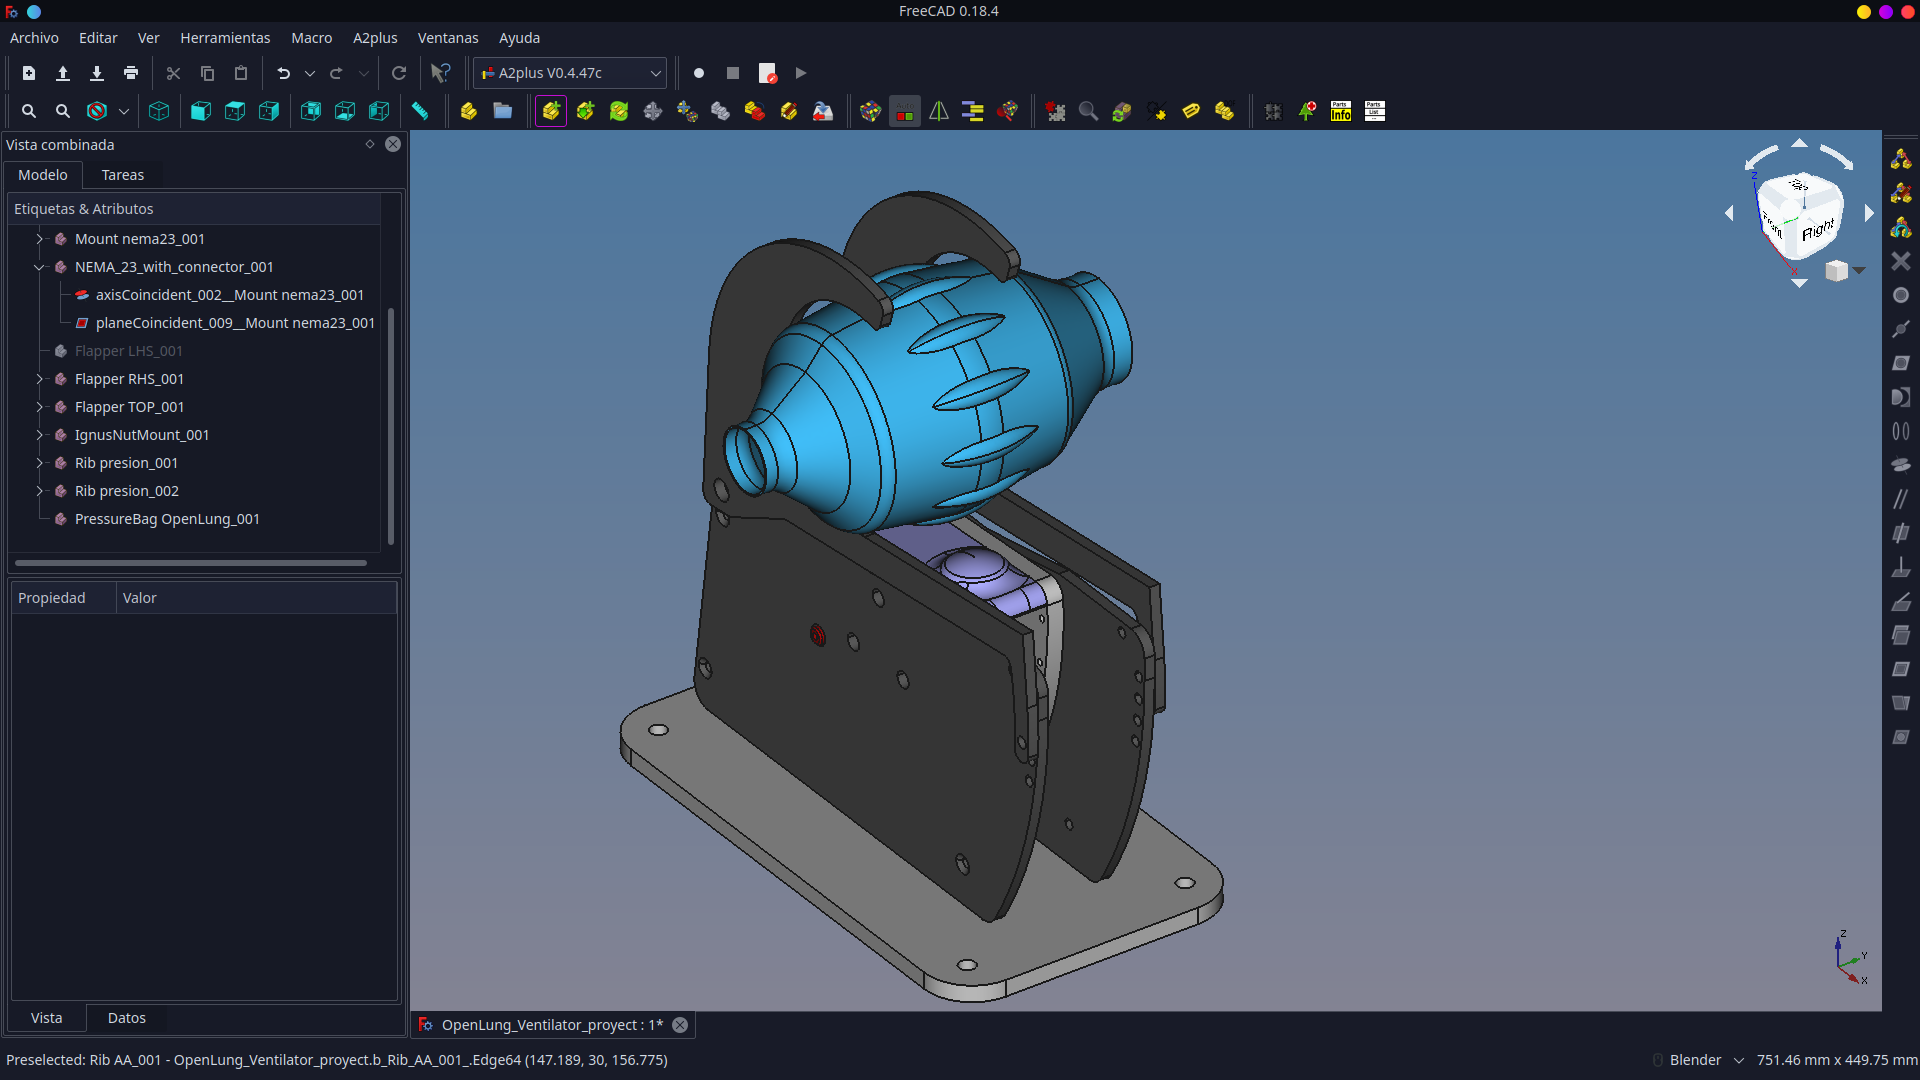 FreeCAD 0.18.4
Archivo Editar Ver Herramientas Macro A2plus Ventanas Ayuda
A2plus V0.4.47c
Parts Info
Parts List
Vista combinada
Modelo Tareas
Etiquetas & Atributos
Mount nema23_001
NEMA_23_with_connector_001
axisCoincident_002__Mount nema23_001
planeCoincident_009__Mount nema23_001
Flapper LHS_001
Flapper RHS_001
Flapper TOP_001
IgnusNutMount_001
Rib presion_001
Rib presion_002
PressureBag OpenLung_001
Propiedad Valor
Vista Datos
Z
Front
Right
X
Z
Y
X
OpenLung_Ventilator_proyect : 1*
Preselected: Rib AA_001 - OpenLung_Ventilator_proyect.b_Rib_AA_001_.Edge64 (147.189, 30, 156.775)
Blender 751.46 mm x 449.75 mm